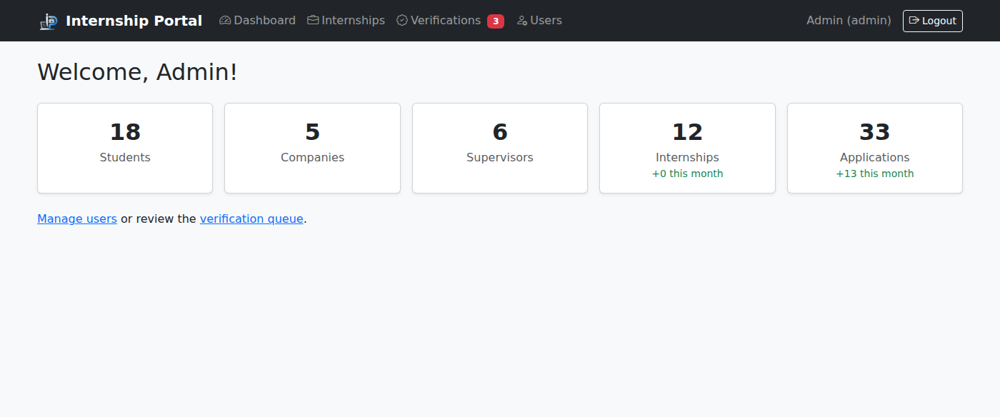 Internship Portal Dashboard Internships Verifications 3 Users Admin (admin) Logout
Welcome, Admin!
18
Students
5
Companies
6
Supervisors
12
Internships
+0 this month
33
Applications
+13 this month
Manage users or review the verification queue.